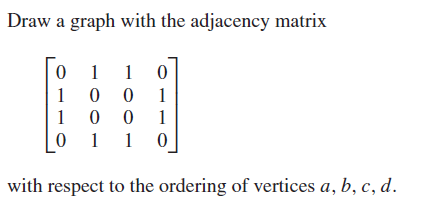 Draw a graph with the adjacency matrix
0 1 1 0
1 0 0 1
1 0 0 1
0 1 1 0
with respect to the ordering of vertices a, b, c, d.